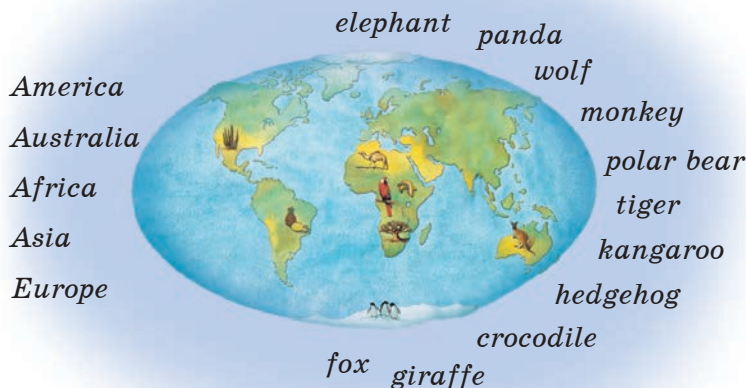 elephant
panda
wolf
monkey
polar bear
tiger
kangaroo
hedgehog
crocodile
giraffe
fox
America
Australia
Africa
Asia
Europe